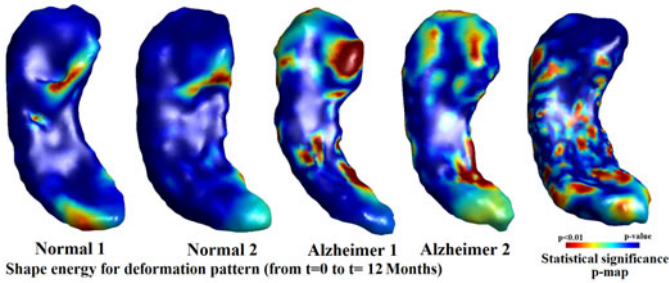 p<0.01 p-value
Normal 1 Normal 2 Alzheimer 1 Alzheimer 2
Statistical significance
Shape energy for deformation pattern (from t=0 to t= 12 Months)
p-map